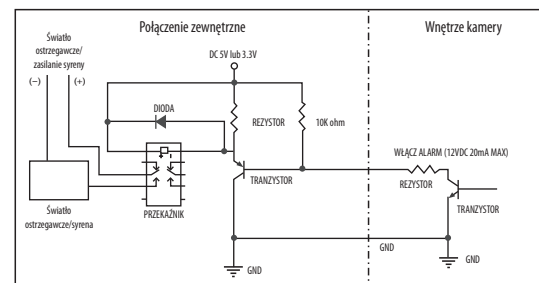 Połączenie zewnętrzne
Wnętrze kamery
Światło
ostrzegawcze/
zasilanie syreny
(−)
(+)
DC 5V lub 3.3V
DIODA
REZYSTOR
10K ohm
WŁĄCZ ALARM (12VDC 20mA MAX)
REZYSTOR
TRANZYSTOR
TRANZYSTOR
PRZEKAŹNIK
Światło
ostrzegawcze/syrena
GND
GND
GND